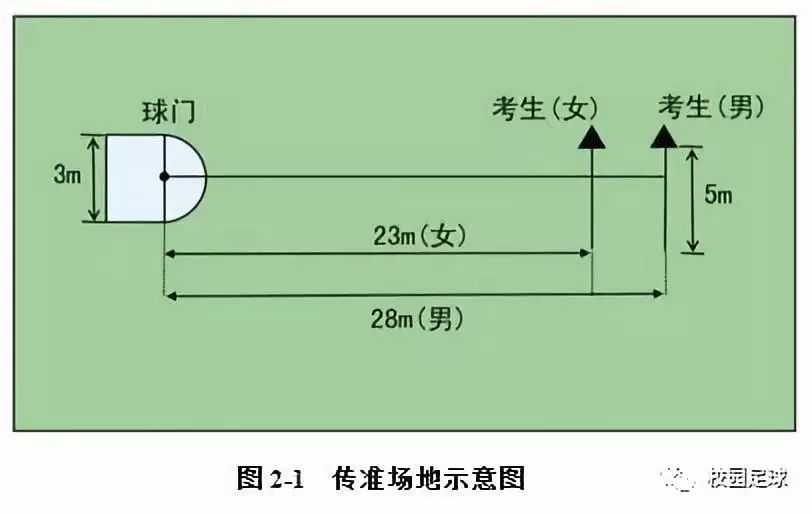 球门
考生(女)
考生(男)
3m
5m
23m(女)
28m(男)
图 2-1 传准场地示意图
校园足球